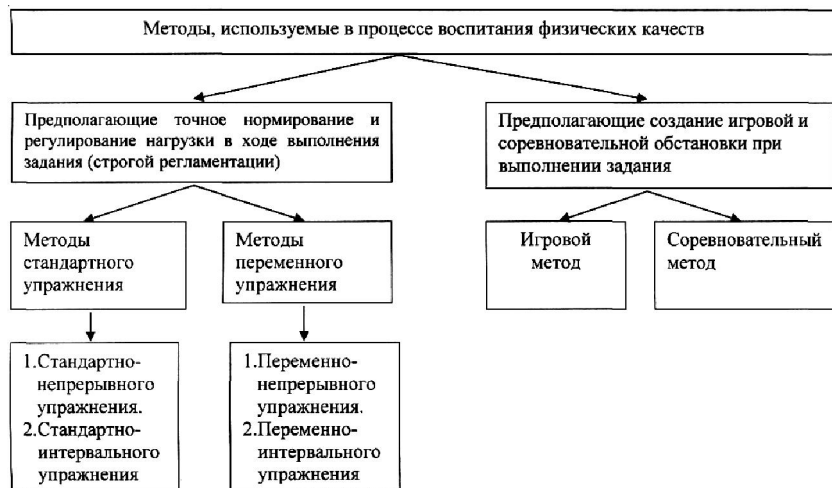 Методы, используемые в процессе воспитания физических качеств
Предполагающие точное нормирование и
регулирование нагрузки в ходе выполнения
задания (строгой регламентации)
Предполагающие создание игровой и
соревновательной обстановки при
выполнении задания
Методы
стандартного
упражнения
Методы
переменного
упражнения
Игровой
метод
Соревновательный
метод
1.Стандартно-
непрерывного
упражнения.
2.Стандартно-
интервального
упражнения
1.Переменно-
непрерывного
упражнения.
2.Переменно-
интервального
упражнения